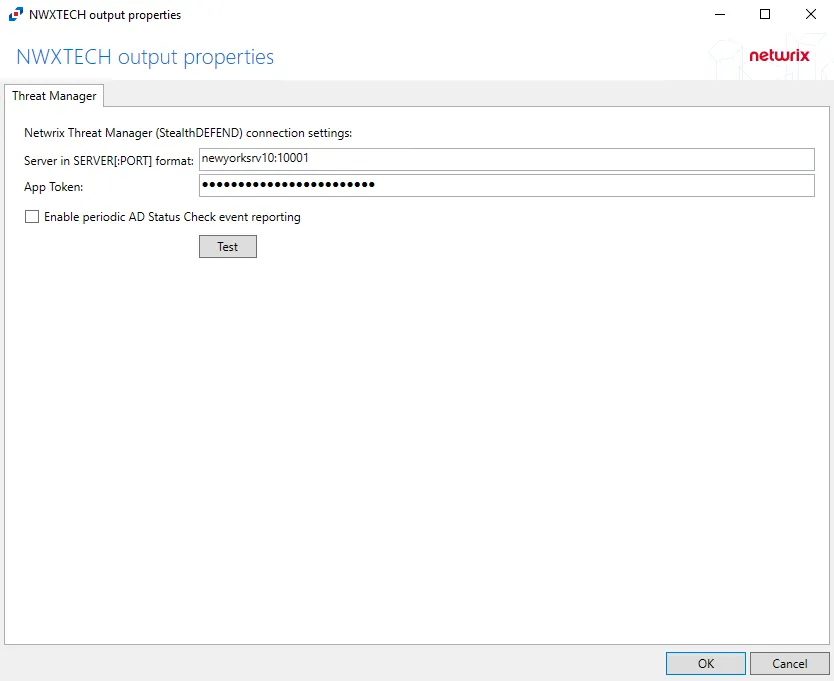 NWXTECH output properties
NWXTECH output properties
netwrix
Threat Manager
Netwrix Threat Manager (StealthDEFEND) connection settings:
Server in SERVER[:PORT] format: newyorksrv10:10001
App Token: ●●●●●●●●●●●●●●●●●●●●●●●●
Enable periodic AD Status Check event reporting
Test
OK Cancel